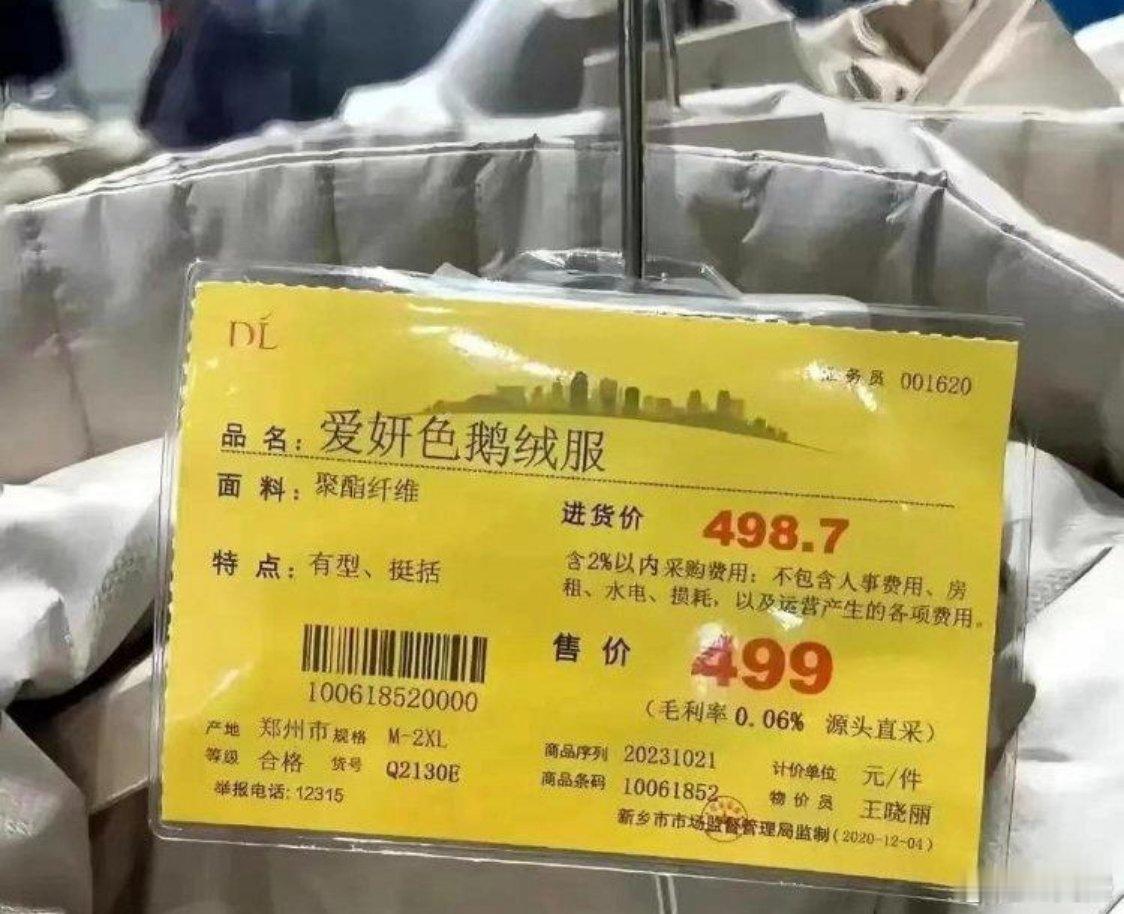 DL
务员 001620
品 名：爱妍色鹅绒服
面 料：聚酯纤维
进货价 498.7
含2%以内采购费用；不包含人事费用、房
租、水电、损耗，以及运营产生的各项费用。
特 点：有型、挺括
售 价 499
（毛利率 0.06% 源头直采）
100618520000
产地 郑州市 规格 M-2XL
等级 合格 货号 Q2130E
举报电话: 12315
商品序列 20231021 计价单位 元/件
商品条码 10061852 物价员 王晓丽
新乡市市场监督管理局监制(2020-12-04)